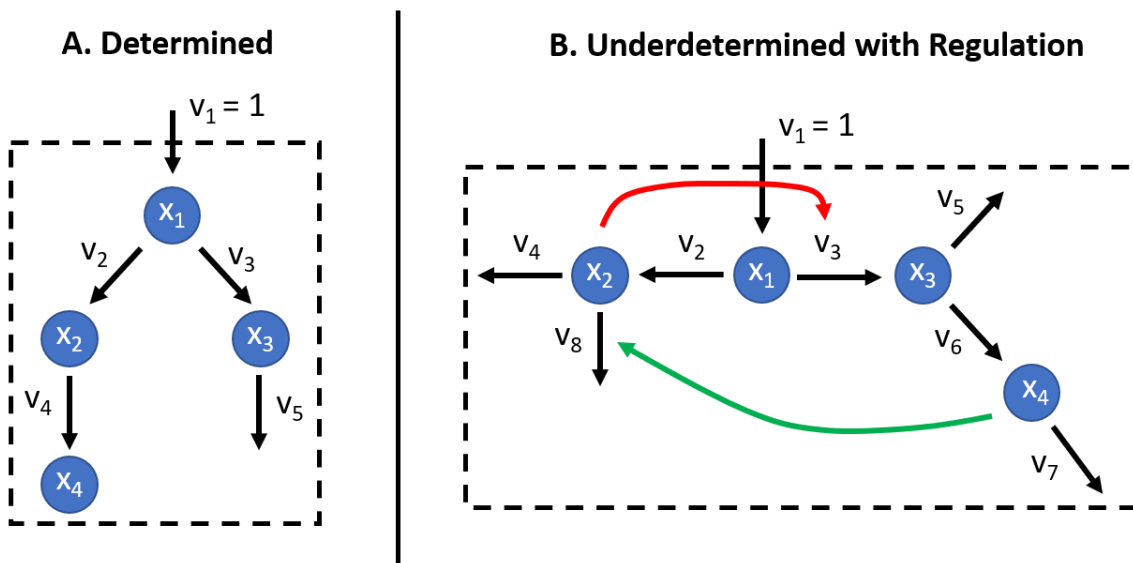 A. Determined
v₁ = 1
x₁
v₂
v₃
x₂
x₃
v₄
v₅
x₄
B. Underdetermined with Regulation
v₁ = 1
v₅
v₄
v₂
v₃
x₂
x₁
x₃
v₈
v₆
x₄
v₇